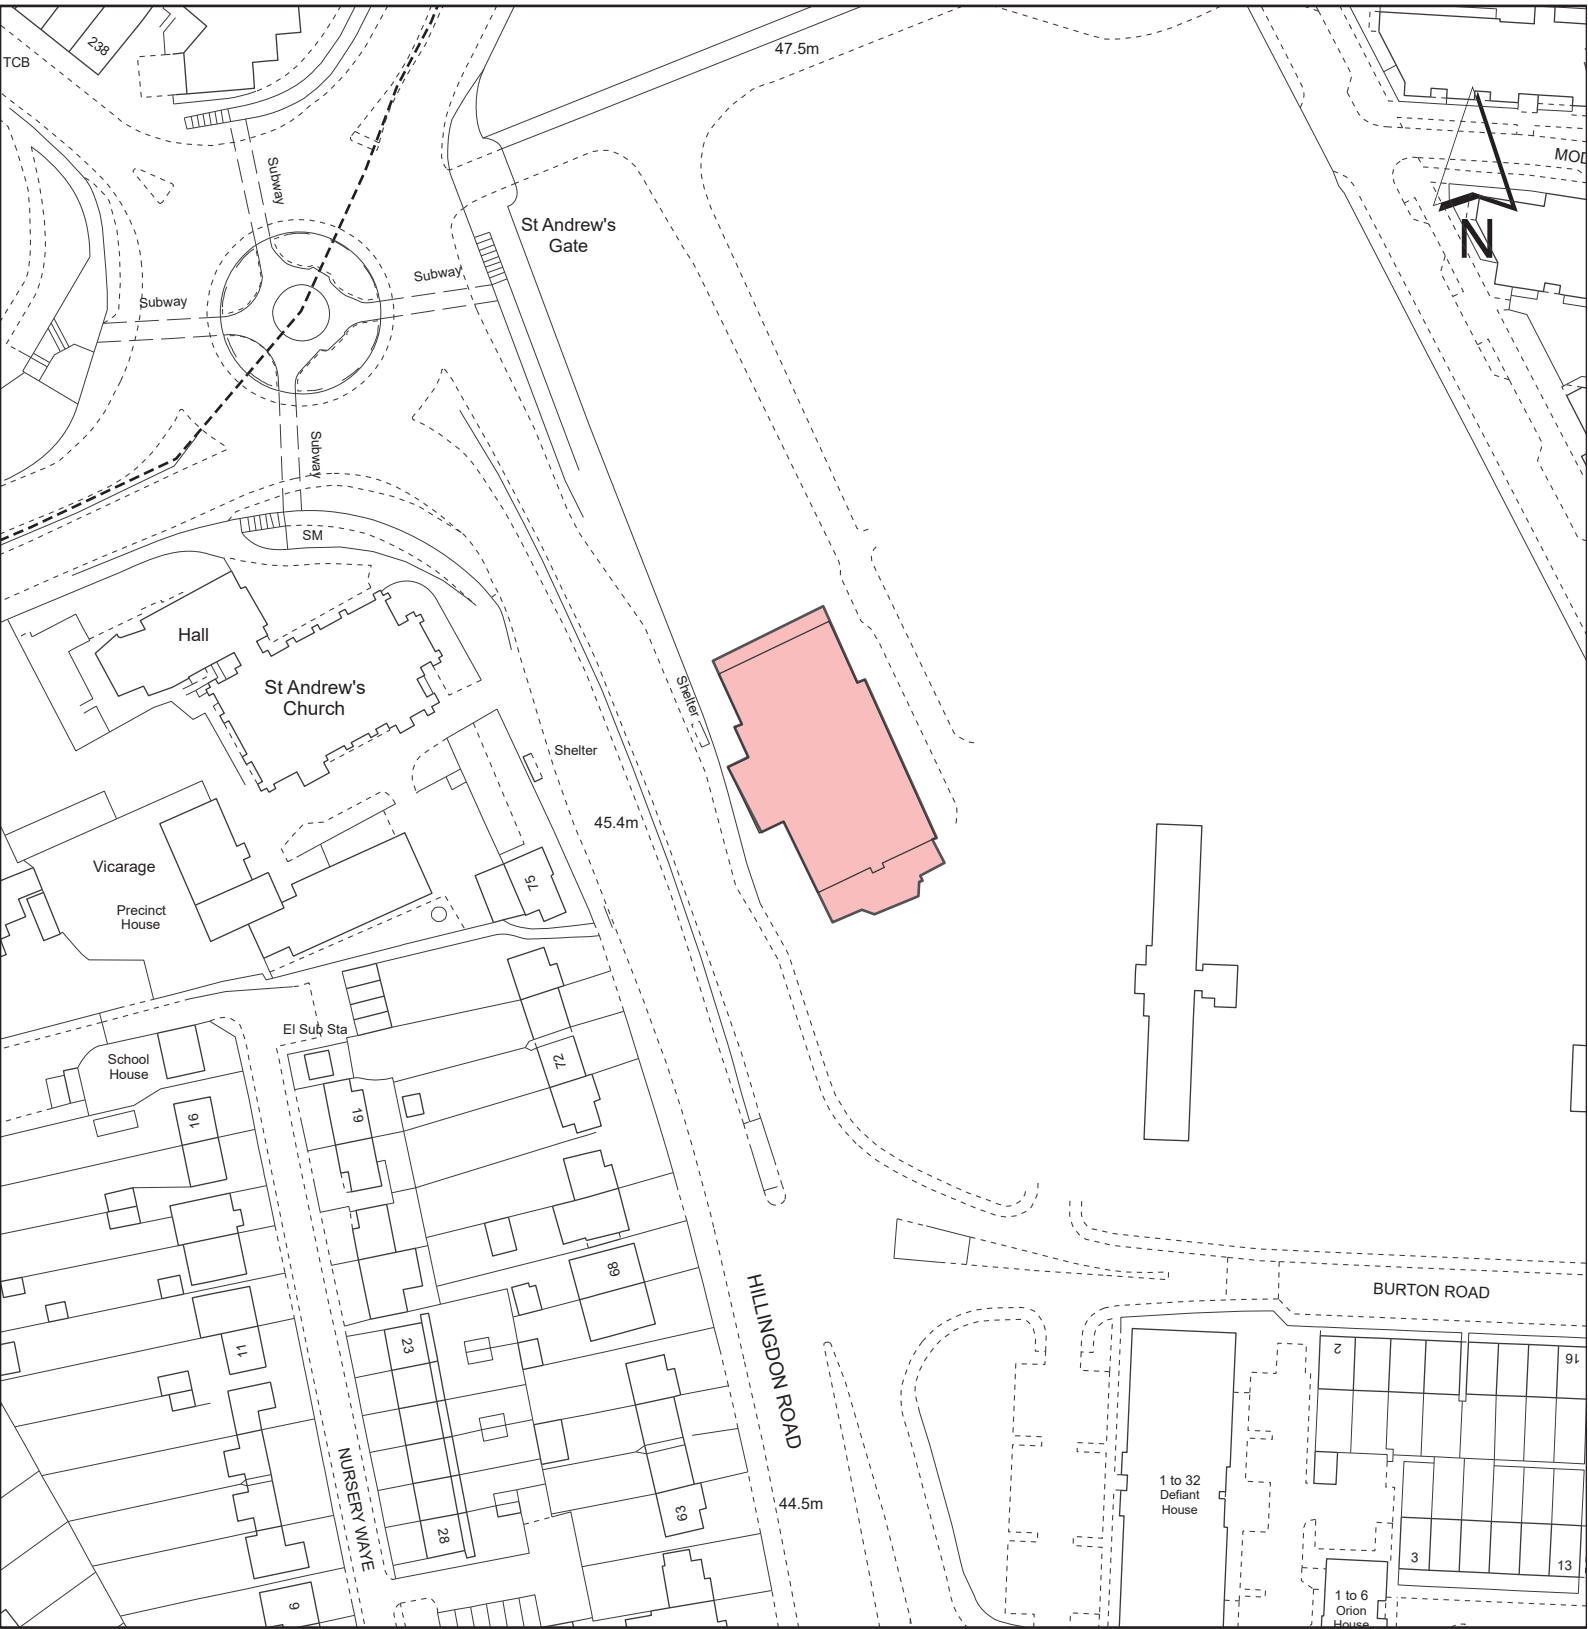 238
TCB
47.5m
MOD
Subway
St Andrew's
Gate
N
Subway
Subway
Subway
SM
Hall
St Andrew's
Church
Shelter
Shelter
45.4m
Vicarage
75
Precinct
House
El Sub Sta
School
House
72
16
19
68
HILLINGDON ROAD
BURTON ROAD
11
23
2
16
NURSERY WAYE
28
63
44.5m
1 to 32
Defiant
House
3
13
9
1 to 6
Orion
House